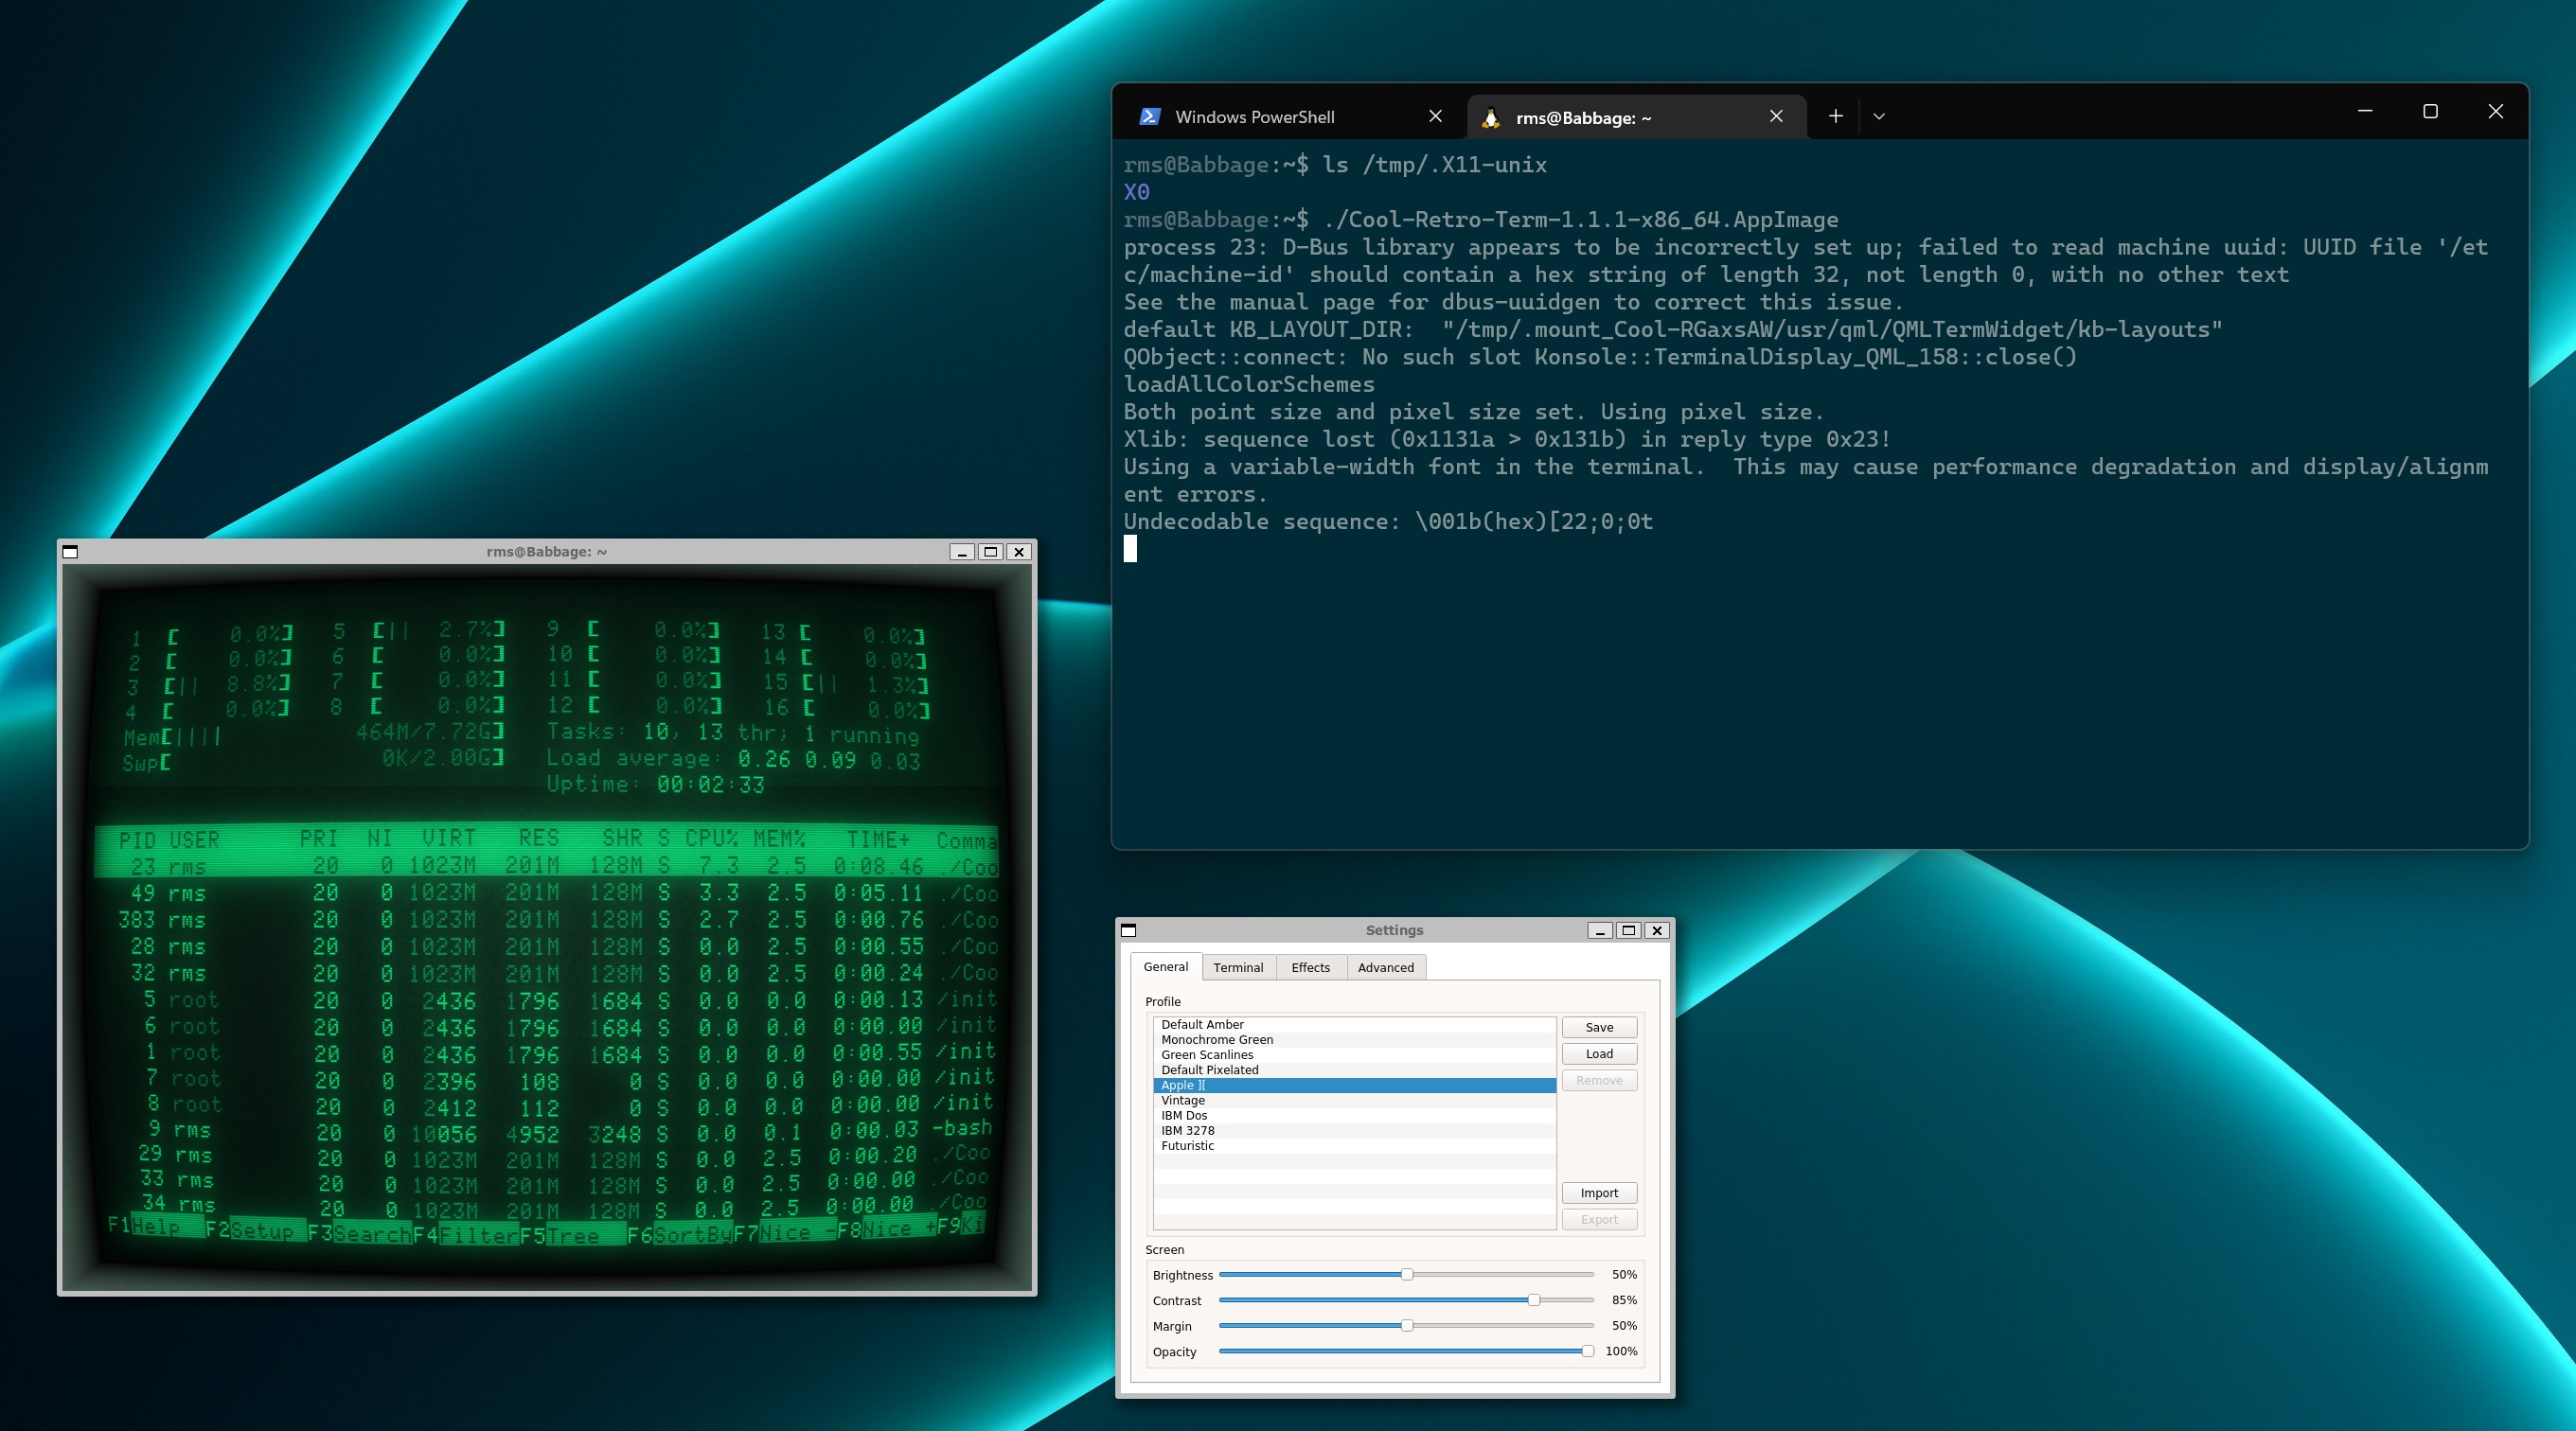 Windows PowerShell
rms@Babbage: ~
rms@Babbage:~$ ls /tmp/.X11-unix
X0
rms@Babbage:~$ ./Cool-Retro-Term-1.1.1-x86_64.AppImage
process 23: D-Bus library appears to be incorrectly set up; failed to read machine uuid: UUID file '/et
c/machine-id' should contain a hex string of length 32, not length 0, with no other text
See the manual page for dbus-uuidgen to correct this issue.
default KB_LAYOUT_DIR:  "/tmp/.mount_Cool-RGaxsAW/usr/qml/QMLTermWidget/kb-layouts"
QObject::connect: No such slot Konsole::TerminalDisplay_QML_158::close()
loadAllColorSchemes
Both point size and pixel size set. Using pixel size.
Xlib: sequence lost (0x1131a > 0x131b) in reply type 0x23!
Using a variable-width font in the terminal.  This may cause performance degradation and display/alignm
ent errors.
Undecodable sequence: \001b(hex)[22;0;0t
rms@Babbage: ~
1 [ 0.0%] 5 [|| 2.7%] 9 [ 0.0%] 13 [ 0.0%]
2 [ 0.0%] 6 [ 0.0%] 10 [ 0.0%] 14 [ 0.0%]
3 [|| 8.8%] 7 [ 0.0%] 11 [ 0.0%] 15 [|| 1.3%]
4 [ 0.0%] 8 [ 0.0%] 12 [ 0.0%] 16 [ 0.0%]
Mem[|||| 464M/7.72G] Tasks: 10, 13 thr; 1 running
Swp[ 0K/2.00G] Load average: 0.26 0.09 0.03
Uptime: 00:02:33
PID USER PRI NI VIRT RES SHR S CPU% MEM% TIME+ Comma
23 rms 20 0 1023M 201M 128M S 7.3 2.5 0:08.46 ./Coo
49 rms 20 0 1023M 201M 128M S 3.3 2.5 0:05.11 ./Coo
383 rms 20 0 1023M 201M 128M S 2.7 2.5 0:00.76 ./Coo
28 rms 20 0 1023M 201M 128M S 0.0 2.5 0:00.55 ./Coo
32 rms 20 0 1023M 201M 128M S 0.0 2.5 0:00.24 ./Coo
5 root 20 0 2436 1796 1684 S 0.0 0.0 0:00.13 /init
6 root 20 0 2436 1796 1684 S 0.0 0.0 0:00.00 /init
1 root 20 0 2436 1796 1684 S 0.0 0.0 0:00.55 /init
7 root 20 0 2396 108 0 S 0.0 0.0 0:00.00 /init
8 root 20 0 2412 112 0 S 0.0 0.0 0:00.00 /init
9 rms 20 0 10056 4952 3248 S 0.0 0.1 0:00.03 -bash
29 rms 20 0 1023M 201M 128M S 0.0 2.5 0:00.20 ./Coo
33 rms 20 0 1023M 201M 128M S 0.0 2.5 0:00.00 ./Coo
34 rms 20 0 1023M 201M 128M S 0.0 2.5 0:00.00 ./Coo
F1Help F2Setup F3SearchF4FilterF5Tree F6SortByF7Nice -F8Nice +F9Ki
Settings
General Terminal Effects Advanced
Profile
Default Amber
Monochrome Green
Green Scanlines
Default Pixelated
Apple ][
Vintage
IBM Dos
IBM 3278
Futuristic
Save
Load
Remove
Import
Export
Screen
Brightness 50%
Contrast 85%
Margin 50%
Opacity 100%